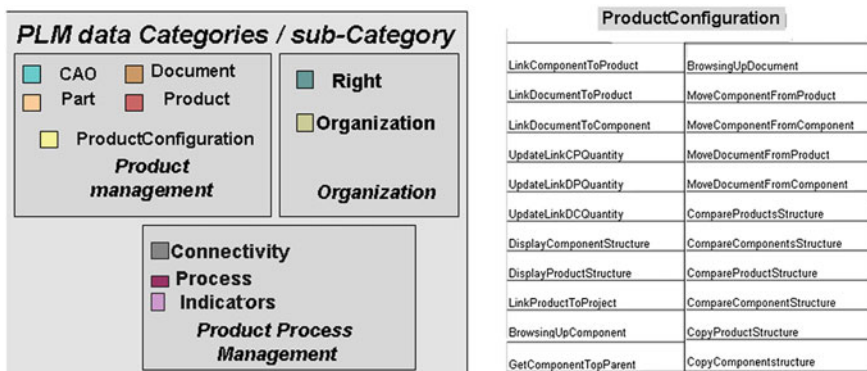 PLM data Categories / sub-Category
CAO Document
Part Product
ProductConfiguration
Product
management
Right
Organization
Organization
Connectivity
Process
Indicators
Product Process
Management
ProductConfiguration
LinkComponentToProduct BrowsingUpDocument
LinkDocumentToProduct MoveComponentFromProduct
LinkDocumentToComponent MoveComponentFromComponent
UpdateLinkCPQuantity MoveDocumentFromProduct
UpdateLinkDPQuantity MoveDocumentFromComponent
UpdateLinkDCQuantity CompareProductsStructure
DisplayComponentStructure CompareComponentsStructure
DisplayProductStructure CompareProductStructure
LinkProductToProject CompareComponentStructure
BrowsingUpComponent CopyProductStructure
GetComponentTopParent CopyComponentstructure